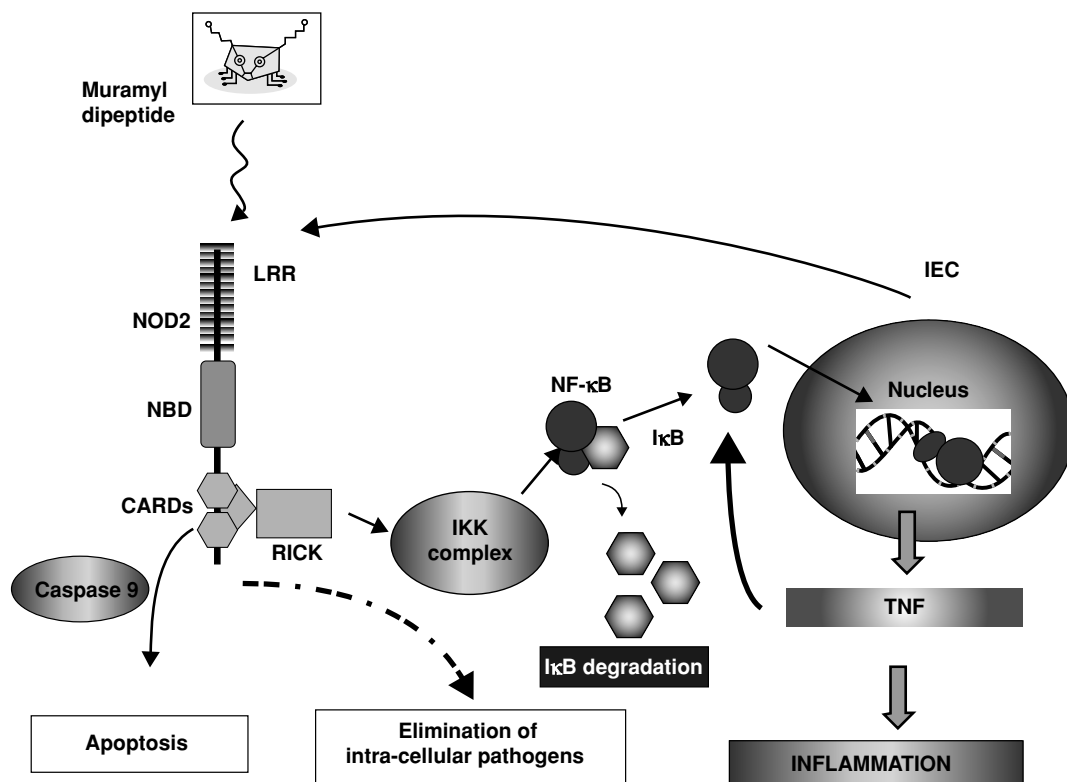 Muramyl
dipeptide
LRR
IEC
NOD2
NF-κB
Nucleus
NBD
IκB
CARDs
IKK
complex
RICK
Caspase 9
TNF
IκB degradation
Elimination of
intra-cellular pathogens
Apoptosis
INFLAMMATION